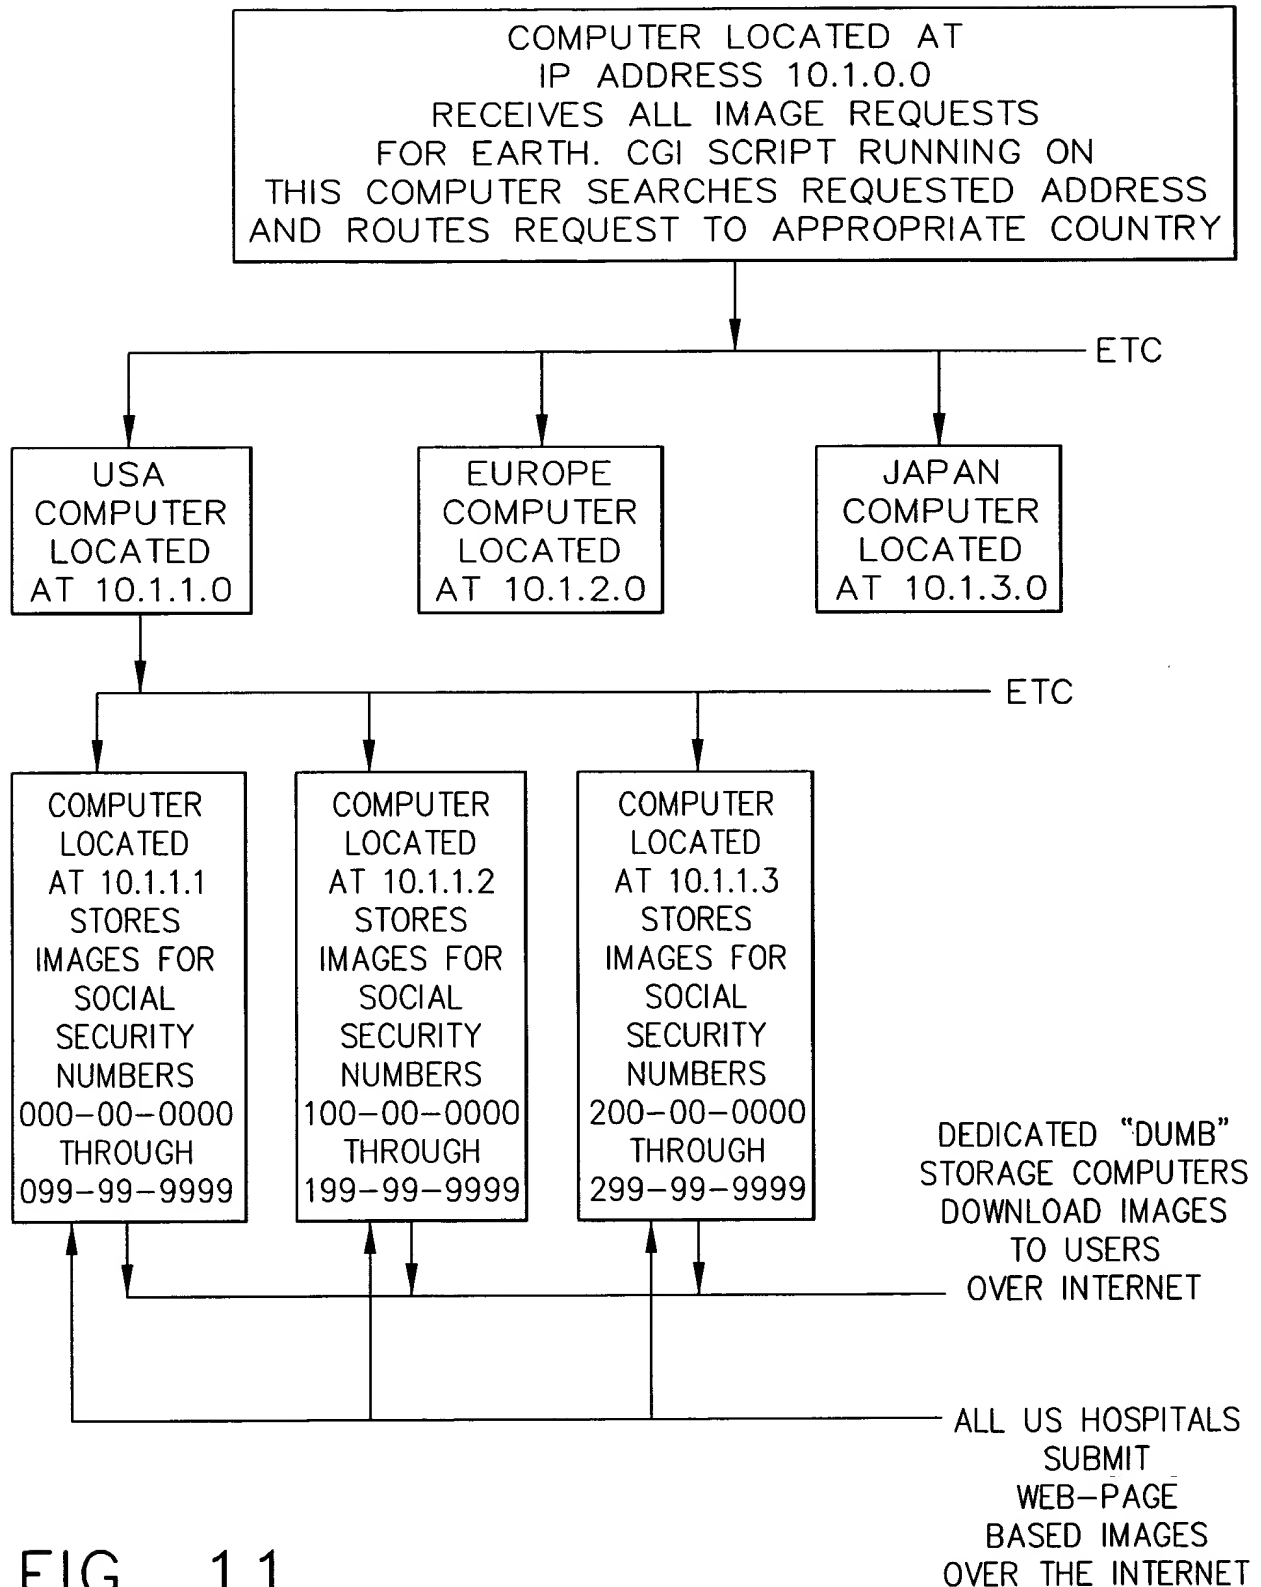 COMPUTER LOCATED AT
IP ADDRESS 10.1.0.0
RECEIVES ALL IMAGE REQUESTS
FOR EARTH. CGI SCRIPT RUNNING ON
THIS COMPUTER SEARCHES REQUESTED ADDRESS
AND ROUTES REQUEST TO APPROPRIATE COUNTRY
ETC
USA
COMPUTER
LOCATED
AT 10.1.1.0
EUROPE
COMPUTER
LOCATED
AT 10.1.2.0
JAPAN
COMPUTER
LOCATED
AT 10.1.3.0
ETC
COMPUTER
LOCATED
AT 10.1.1.1
STORES
IMAGES FOR
SOCIAL
SECURITY
NUMBERS
000-00-0000
THROUGH
099-99-9999
COMPUTER
LOCATED
AT 10.1.1.2
STORES
IMAGES FOR
SOCIAL
SECURITY
NUMBERS
100-00-0000
THROUGH
199-99-9999
COMPUTER
LOCATED
AT 10.1.1.3
STORES
IMAGES FOR
SOCIAL
SECURITY
NUMBERS
200-00-0000
THROUGH
299-99-9999
DEDICATED "DUMB"
STORAGE COMPUTERS
DOWNLOAD IMAGES
TO USERS
OVER INTERNET
ALL US HOSPITALS
SUBMIT
WEB-PAGE
BASED IMAGES
OVER THE INTERNET
FIG. 11